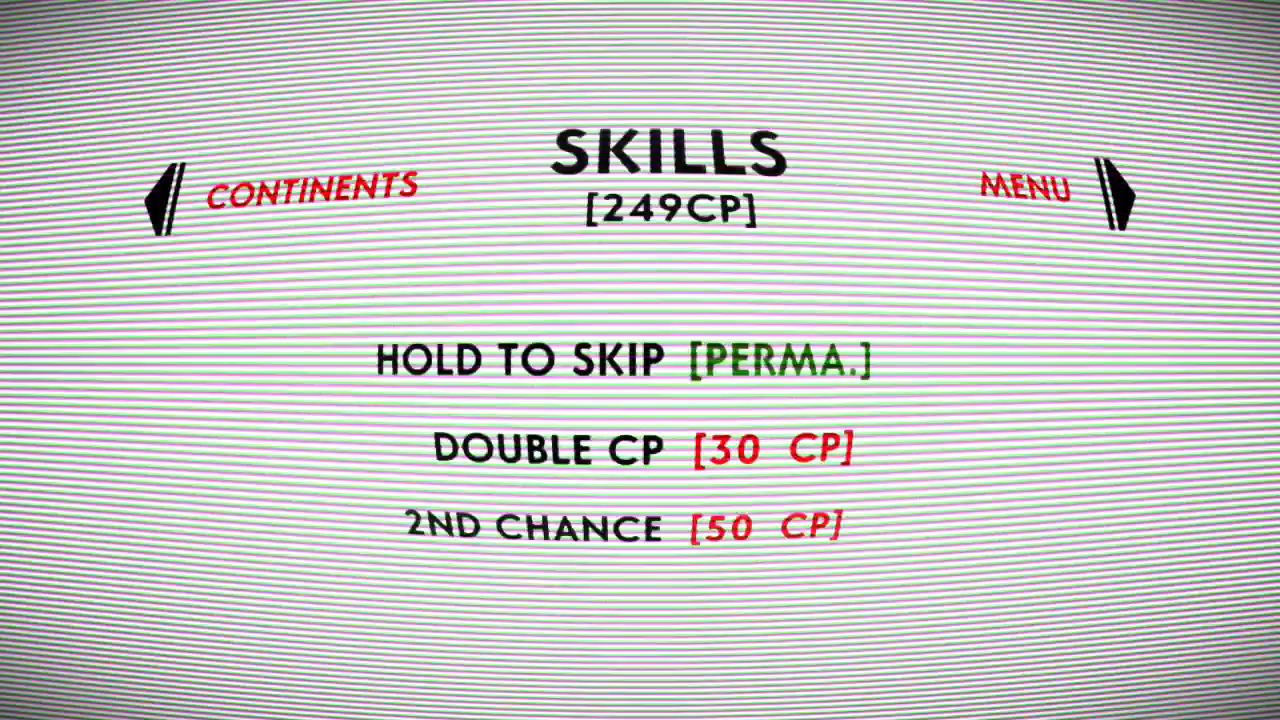 SKILLS
CONTINENTS
[249CP]
MENU
HOLD TO SKIP [PERMA.]
DOUBLE CP [30 CP]
2ND CHANCE [50 CP]